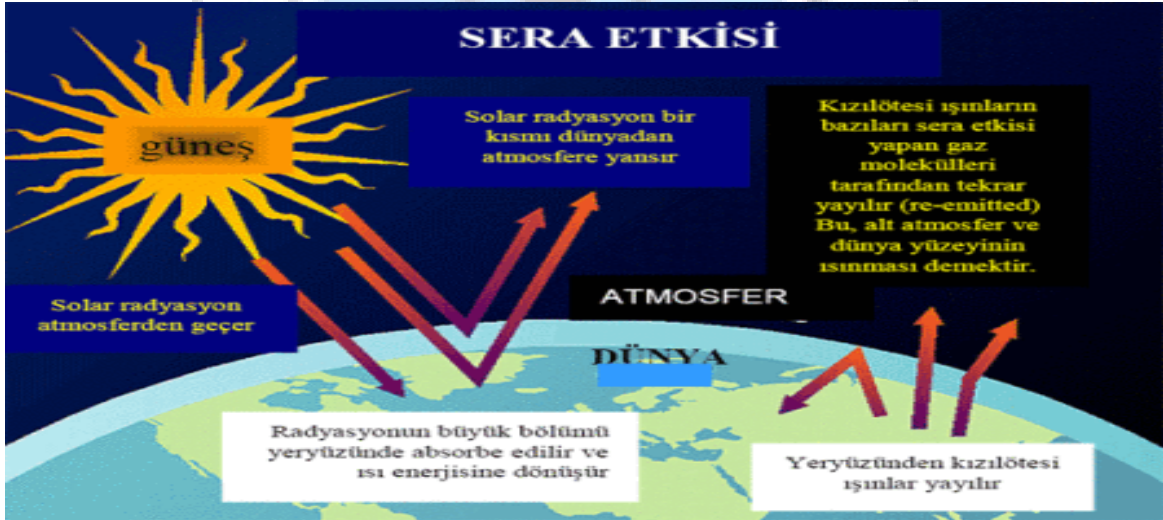 SERA ETKİSİ
güneş
Solar radyasyon bir
kısmı dünyadan
atmosfere yansır
Kızılötesi ışınların
bazıları sera etkisi
yapan gaz
molekülleri
tarafından tekrar
yayılır (re-emitted)
Bu, alt atmosfer ve
dünya yüzeyinin
ısınması demektir.
Solar radyasyon
atmosferden geçer
ATMOSFER
DÜNYA
Radyasyonun büyük bölümü
yeryüzünde absorbe edilir ve
ısı enerjisine dönüşür
Yeryüzünden kızılötesi
ışınlar yayılır